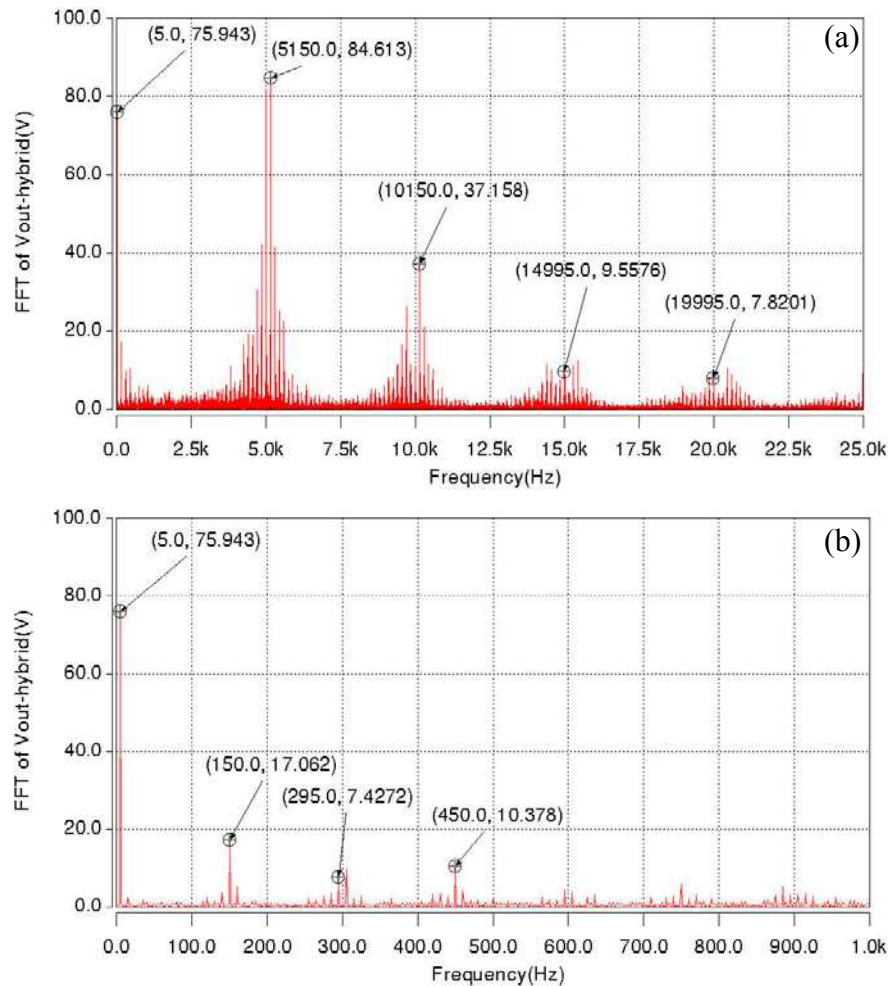 100.0
80.0
60.0
40.0
20.0
0.0
FFT of Vout-hybrid(V)
(a)
(5.0, 75.943)
(5150.0, 84.613)
(10150.0, 37.158)
(14995.0, 9.5576)
(19995.0, 7.8201)
0.0 2.5k 5.0k 7.5k 10.0k 12.5k 15.0k 17.5k 20.0k 22.5k 25.0k
Frequency(Hz)
100.0
80.0
60.0
40.0
20.0
0.0
FFT of Vout-hybrid(V)
(b)
(5.0, 75.943)
(150.0, 17.062)
(295.0, 7.4272)
(450.0, 10.378)
0.0 100.0 200.0 300.0 400.0 500.0 600.0 700.0 800.0 900.0 1.0k
Frequency(Hz)